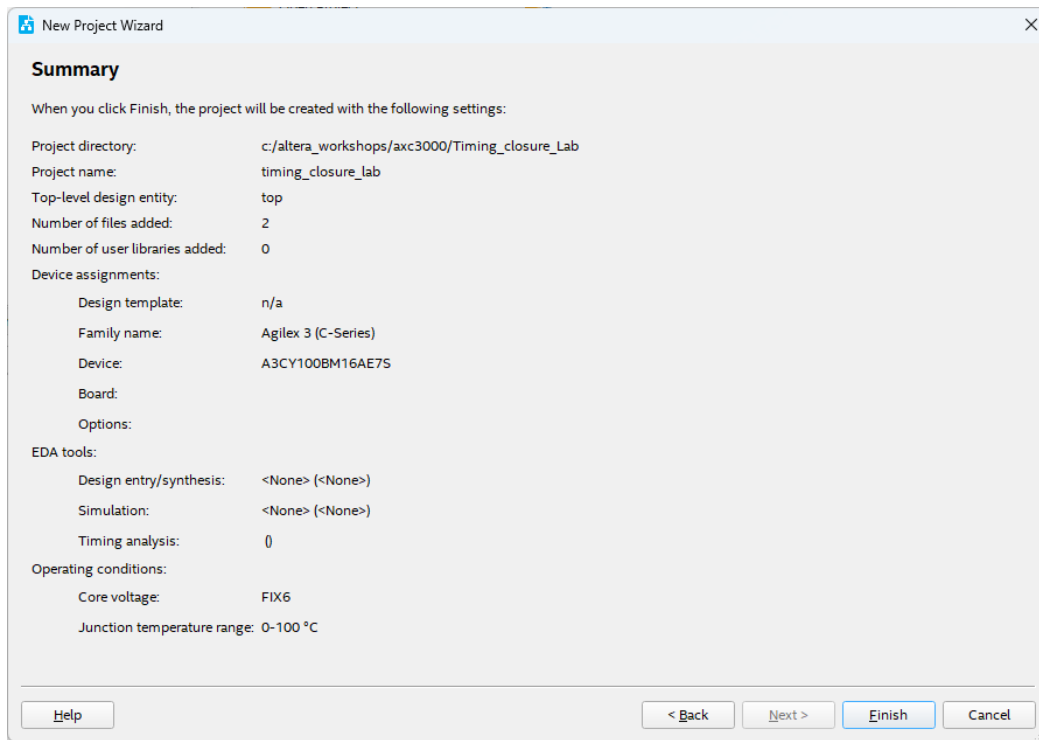 New Project Wizard
Summary
When you click Finish, the project will be created with the following settings:
Project directory: c:/altera_workshops/axc3000/Timing_closure_Lab
Project name: timing_closure_lab
Top-level design entity: top
Number of files added: 2
Number of user libraries added: 0
Device assignments:
Design template: n/a
Family name: Agilex 3 (C-Series)
Device: A3CY100BM16AE7S
Board:
Options:
EDA tools:
Design entry/synthesis: <None> (<None>)
Simulation: <None> (<None>)
Timing analysis: ()
Operating conditions:
Core voltage: FIX6
Junction temperature range: 0-100 °C
Help < Back Next > Finish Cancel